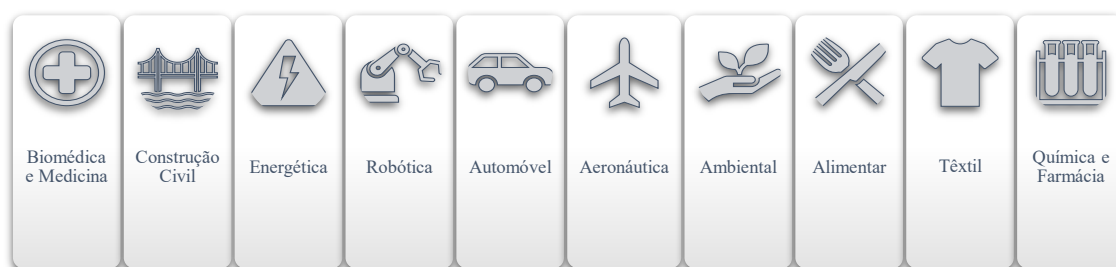 Biomédica
e Medicina
Construção
Civil
Energética
Robótica
Automóvel
Aeronáutica
Ambiental
Alimentar
Têxtil
Química e
Farmácia